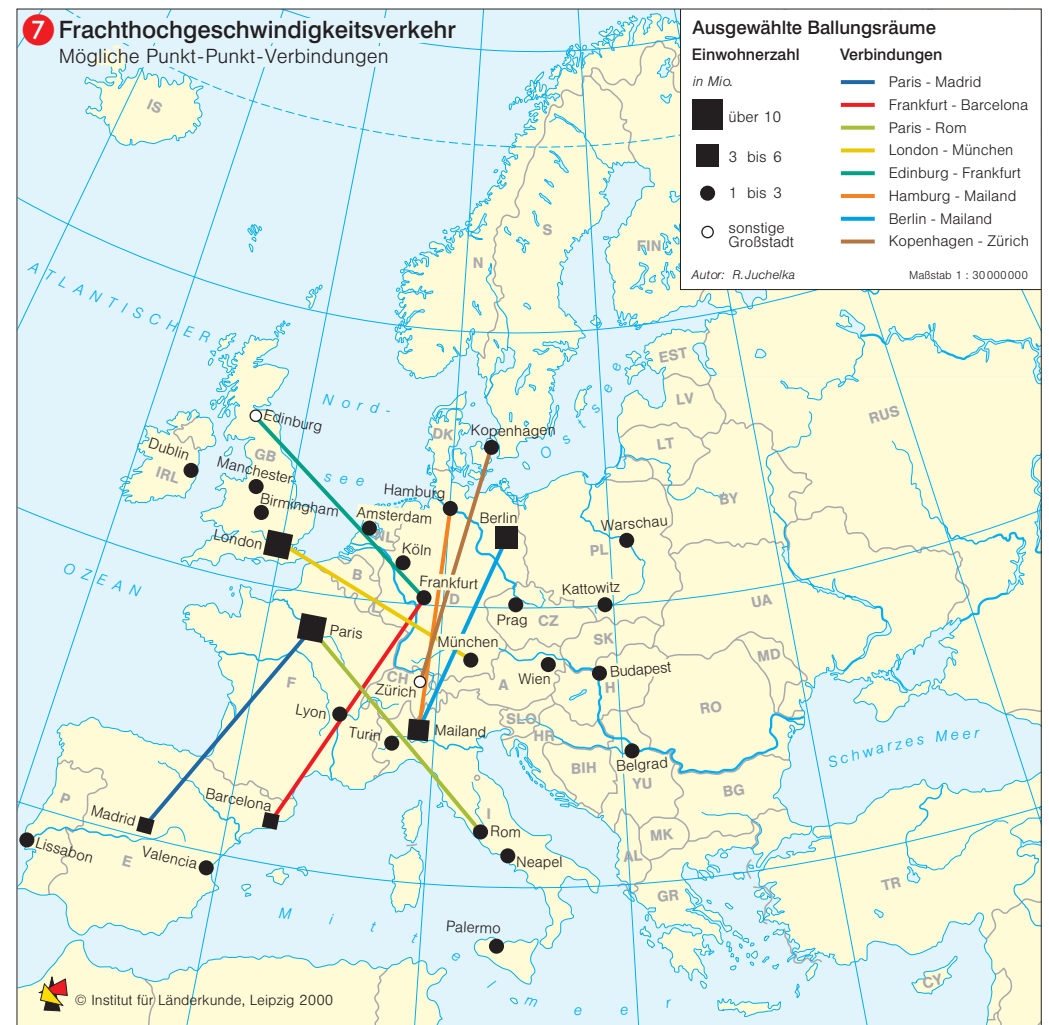 7 Frachthochgeschwindigkeitsverkehr
Mögliche Punkt-Punkt-Verbindungen
Ausgewählte Ballungsräume
Einwohnerzahl
in Mio.
über 10
3 bis 6
1 bis 3
sonstige
Großstadt
Verbindungen
Paris - Madrid
Frankfurt - Barcelona
Paris - Rom
London - München
Edinburg - Frankfurt
Hamburg - Mailand
Berlin - Mailand
Kopenhagen - Zürich
Autor: R.Juchelka
Maßstab 1 : 30 000 000
IS
S
N
FIN
ATLANTISCHER
OZEAN
EST
LV
LT
RUS
BY
Nord-
see
Ostsee
Edinburg
GB
Dublin
IRL
Manchester
Birmingham
London
DK
Kopenhagen
Hamburg
Amsterdam
NL
Berlin
Köln
Warschau
PL
B
L
Frankfurt
D
Kattowitz
Prag
CZ
UA
Paris
München
SK
MD
F
CH
Zürich
A
Wien
Budapest
H
RO
Lyon
Turin
Mailand
SLO
HR
Belgrad
Schwarzes Meer
BIH
YU
BG
P
Madrid
Barcelona
I
Rom
MK
AL
Lissabon
E
Valencia
Neapel
GR
TR
Mittelmeer
Palermo
CY
© Institut für Länderkunde, Leipzig 2000